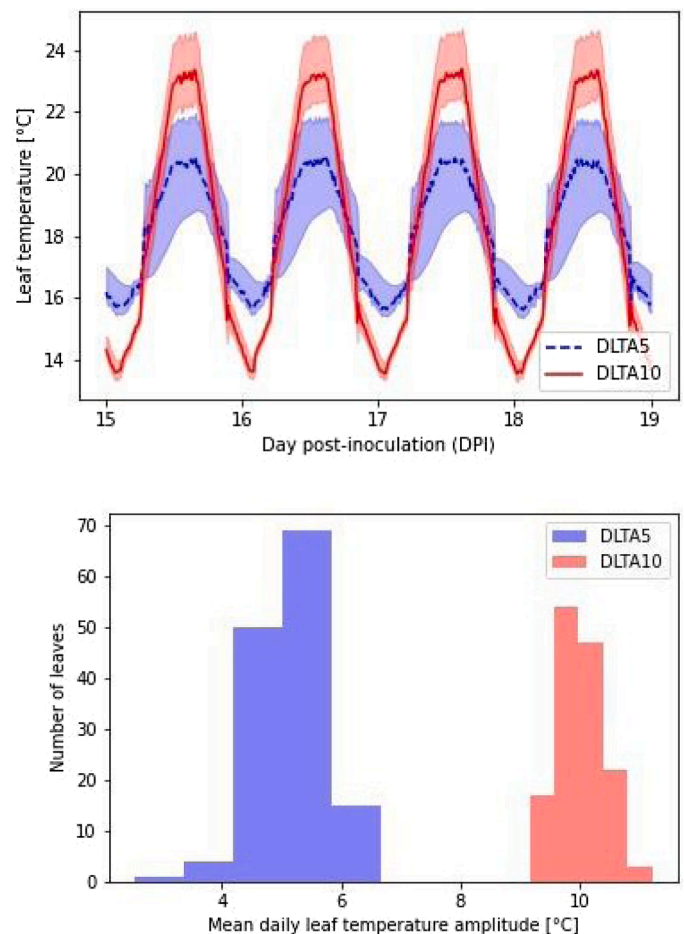 24
22
20
18
16
14
Leaf temperature [°C]
DLTA5
DLTA10
15
16
17
18
19
Day post-inoculation (DPI)
70
60
50
40
30
20
10
0
Number of leaves
DLTA5
DLTA10
4
6
8
10
Mean daily leaf temperature amplitude [°C]